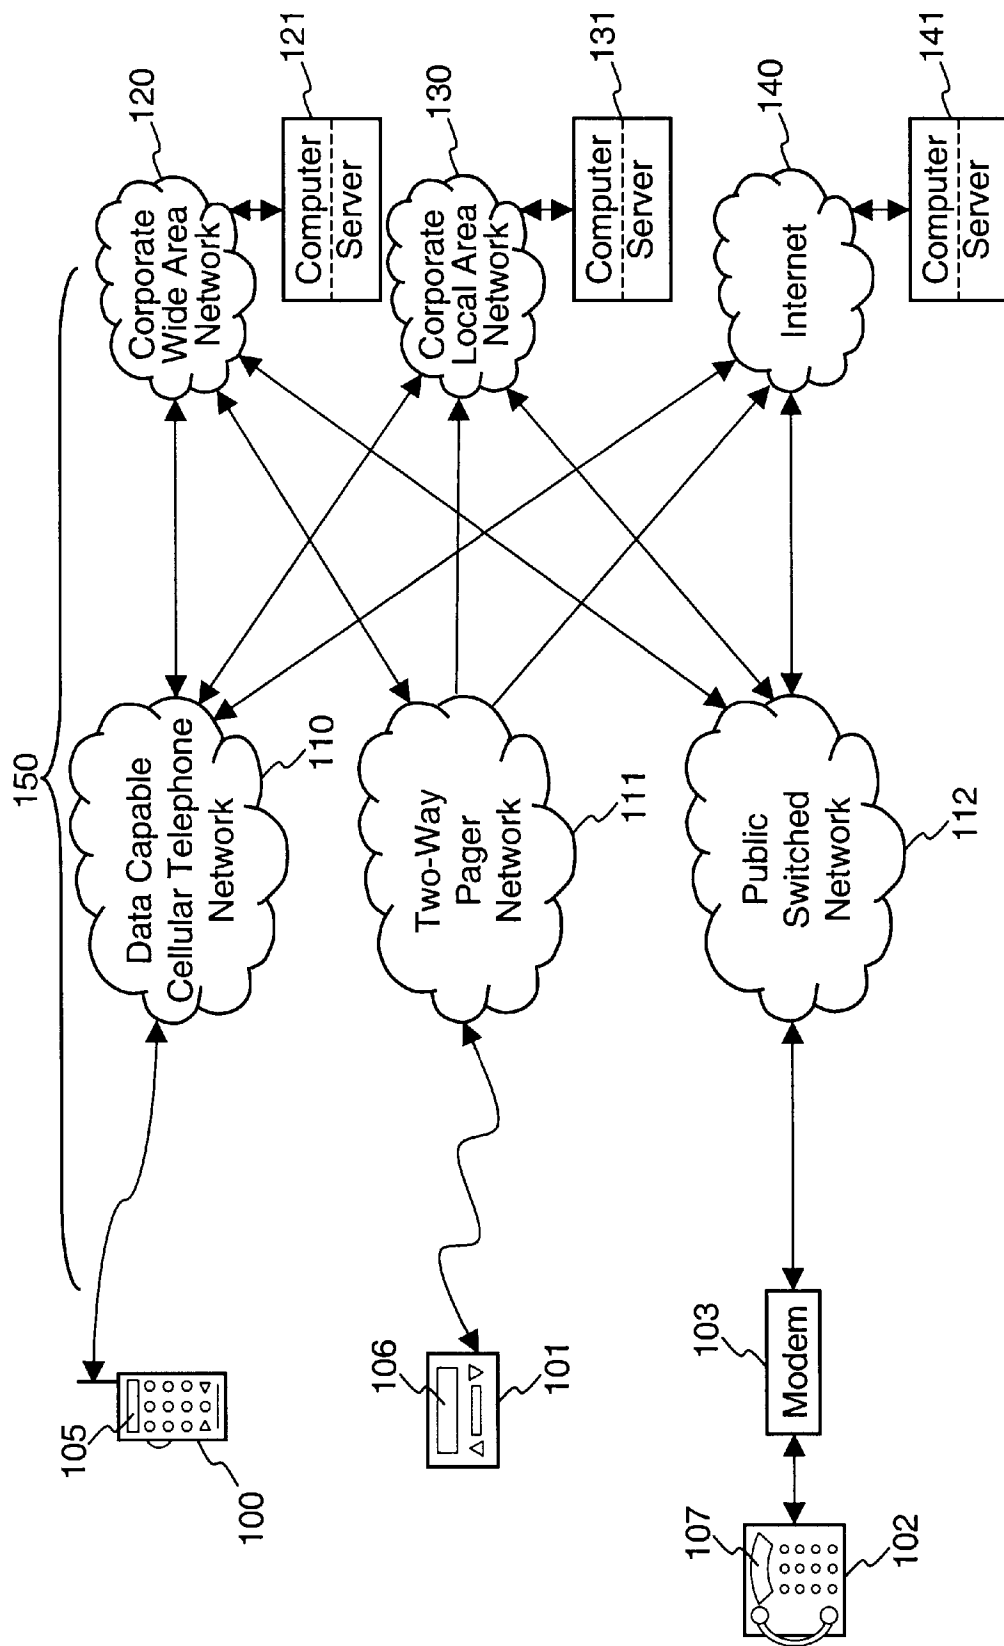 150
120
Corporate
Wide Area
Network
121
Computer
Server
130
Corporate
Local Area
Network
131
Computer
Server
140
Internet
141
Computer
Server
Data Capable
Cellular Telephone
Network
110
Two-Way
Pager
Network
111
Public
Switched
Network
112
105
100
106
101
103
Modem
107
102